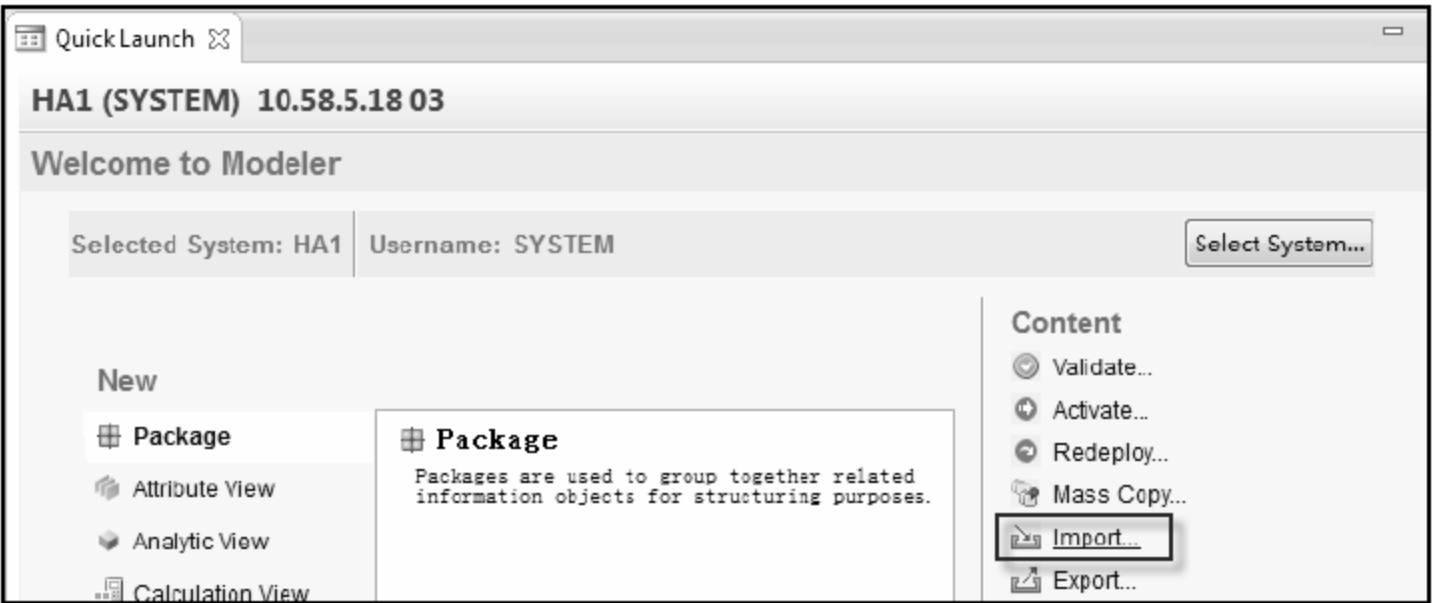 Quick Launch
HA1 (SYSTEM) 10.58.5.18 03
Welcome to Modeler
Selected System: HA1 Username: SYSTEM
Select System...
New
Package
Attribute View
Analytic View
Calculation View
Package
Packages are used to group together related
information objects for structuring purposes.
Content
Validate...
Activate...
Redeploy...
Mass Copy...
Import...
Export...